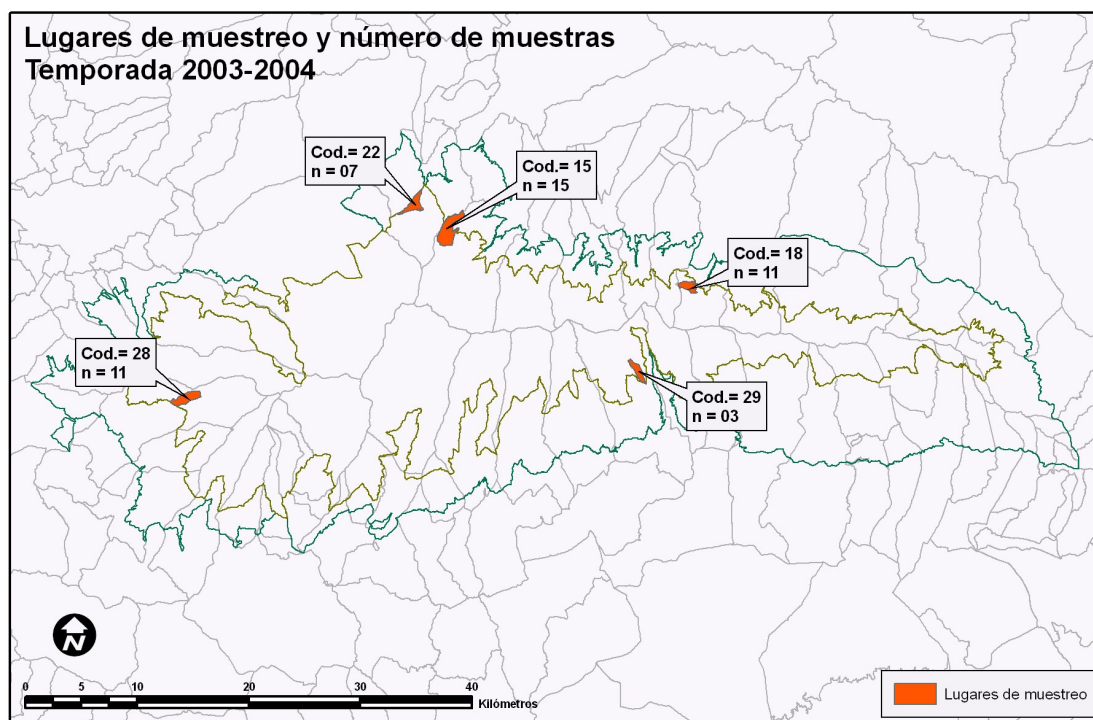 Lugares de muestreo y número de muestras
Temporada 2003-2004
Cod.= 22
n = 07
Cod.= 15
n = 15
Cod.= 18
n = 11
Cod.= 28
n = 11
Cod.= 29
n = 03
N
0 5 10 20 30 40
Kilómetros
Lugares de muestreo